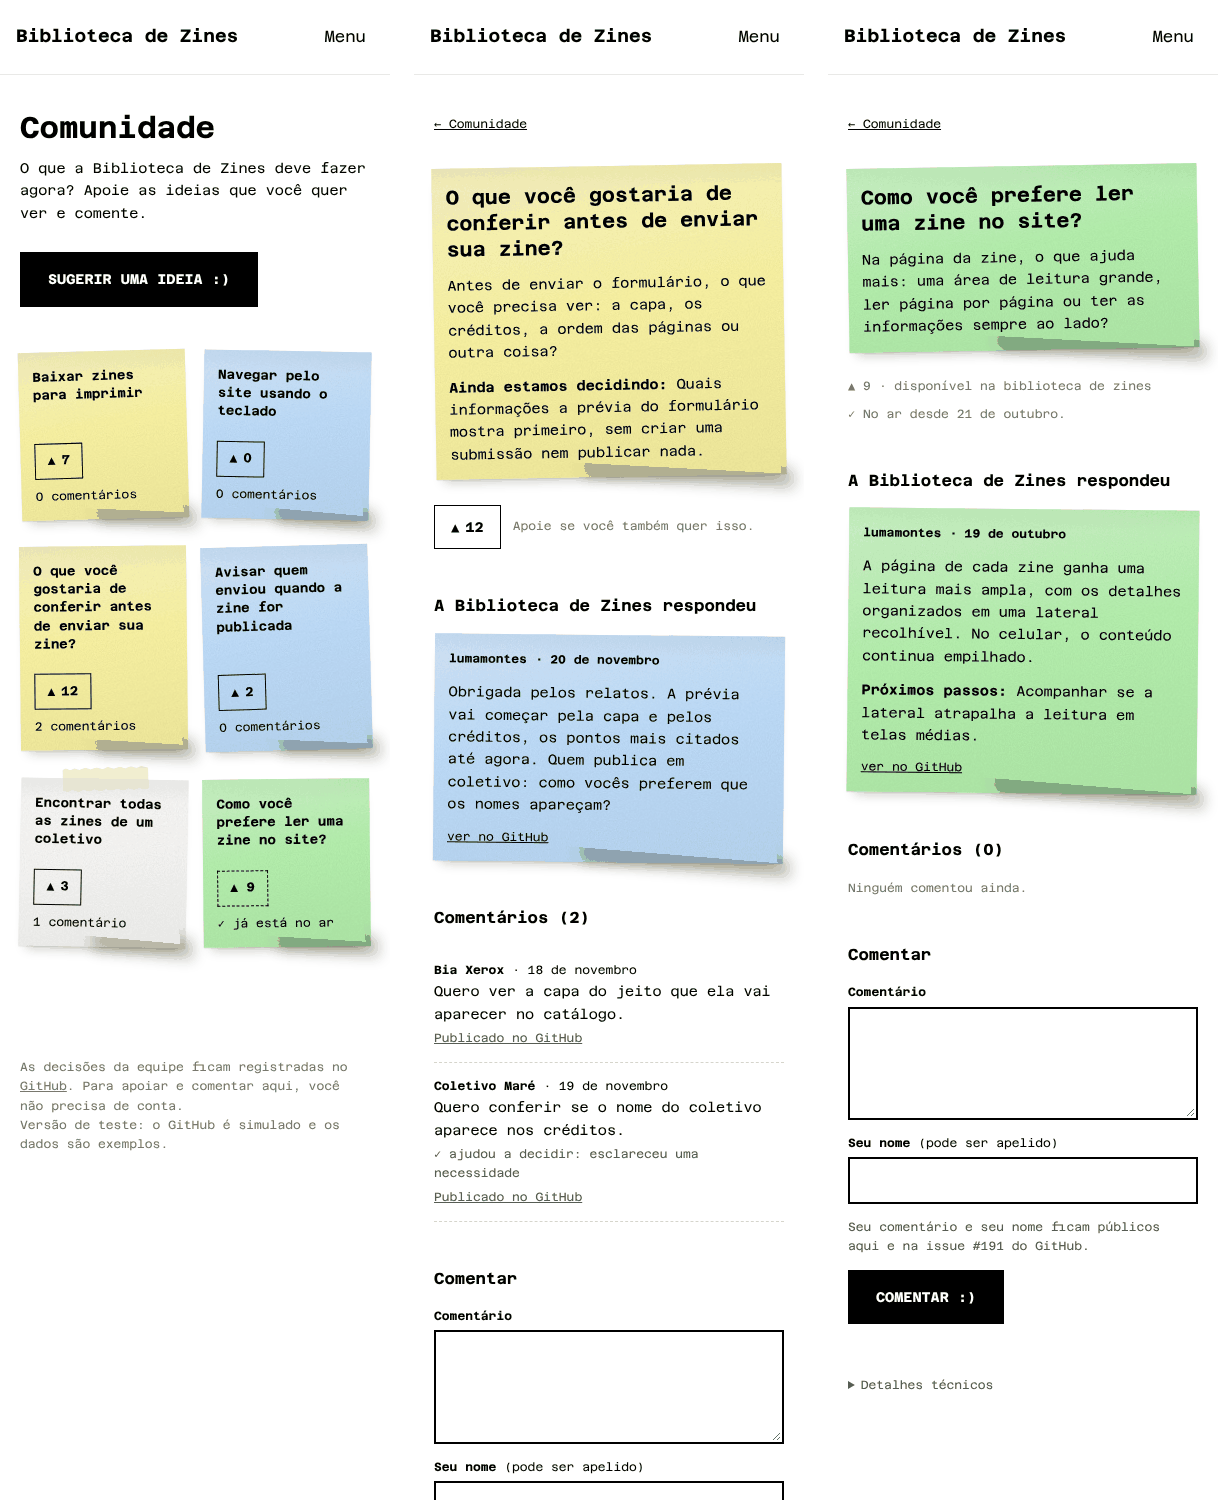 Biblioteca de Zines
Menu
Comunidade
O que a Biblioteca de Zines deve fazer
agora? Apoie as ideias que você quer
ver e comente.
SUGERIR UMA IDEIA :)
Baixar zines
para imprimir
▲ 7
0 comentários
Navegar pelo
site usando o
teclado
▲ 0
0 comentários
O que você
gostaria de
conferir antes
de enviar sua
zine?
▲ 12
2 comentários
Avisar quem
enviou quando a
zine for
publicada
▲ 2
0 comentários
Encontrar todas
as zines de um
coletivo
▲ 3
1 comentário
Como você
prefere ler uma
zine no site?
▲ 9
✓ já está no ar
As decisões da equipe ficam registradas no
GitHub. Para apoiar e comentar aqui, você
não precisa de conta.
Versão de teste: o GitHub é simulado e os
dados são exemplos.
Biblioteca de Zines
Menu
← Comunidade
O que você gostaria de
conferir antes de enviar
sua zine?
Antes de enviar o formulário, o que
você precisa ver: a capa, os
créditos, a ordem das páginas ou
outra coisa?
Ainda estamos decidindo: Quais
informações a prévia do formulário
mostra primeiro, sem criar uma
submissão nem publicar nada.
▲ 12
Apoie se você também quer isso.
A Biblioteca de Zines respondeu
lumamontes · 20 de novembro
Obrigada pelos relatos. A prévia
vai começar pela capa e pelos
créditos, os pontos mais citados
até agora. Quem publica em
coletivo: como vocês preferem que
os nomes apareçam?
ver no GitHub
Comentários (2)
Bia Xerox · 18 de novembro
Quero ver a capa do jeito que ela vai
aparecer no catálogo.
Publicado no GitHub
Coletivo Maré · 19 de novembro
Quero conferir se o nome do coletivo
aparece nos créditos.
✓ ajudou a decidir: esclareceu uma
necessidade
Publicado no GitHub
Comentar
Comentário
Seu nome (pode ser apelido)
Biblioteca de Zines
Menu
← Comunidade
Como você prefere ler
uma zine no site?
Na página da zine, o que ajuda
mais: uma área de leitura grande,
ler página por página ou ter as
informações sempre ao lado?
▲ 9 · disponível na biblioteca de zines
✓ No ar desde 21 de outubro.
A Biblioteca de Zines respondeu
lumamontes · 19 de outubro
A página de cada zine ganha uma
leitura mais ampla, com os detalhes
organizados em uma lateral
recolhível. No celular, o conteúdo
continua empilhado.
Próximos passos: Acompanhar se a
lateral atrapalha a leitura em
telas médias.
ver no GitHub
Comentários (0)
Ninguém comentou ainda.
Comentar
Comentário
Seu nome (pode ser apelido)
Seu comentário e seu nome ficam públicos
aqui e na issue #191 do GitHub.
COMENTAR :)
▶ Detalhes técnicos